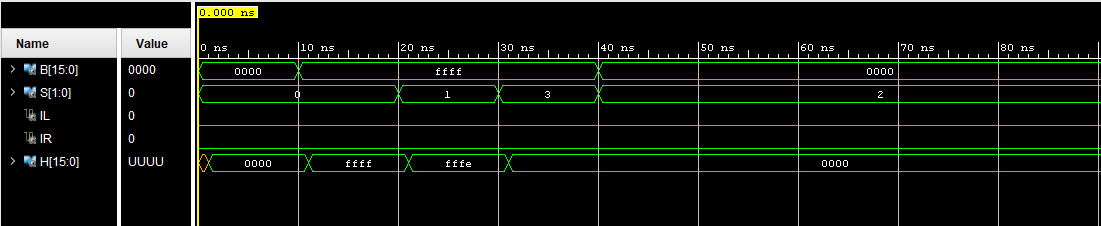 0.000 ns
Name Value 0 ns 10 ns 20 ns 30 ns 40 ns 50 ns 60 ns 70 ns 80 ns
B[15:0] 0000 0000 ffff 0000
S[1:0] 0 0 1 3 2
IL 0
IR 0
H[15:0] UUUU 0000 ffff fffe 0000